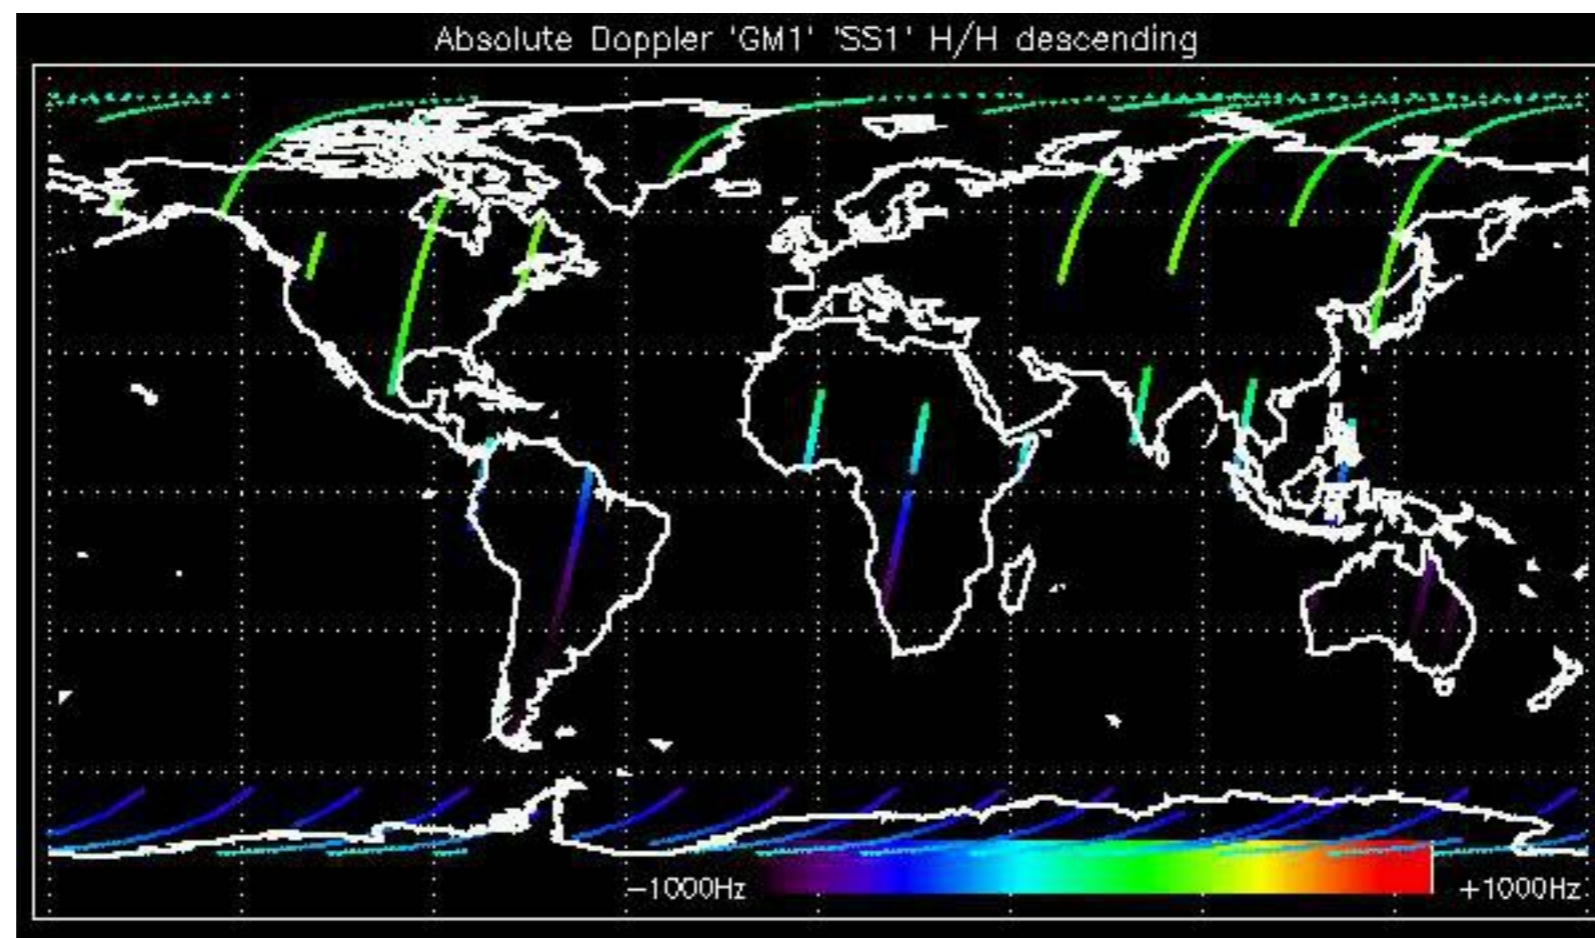 Absolute Doppler 'GM1' 'SS1' H/H descending
−1000Hz +1000Hz